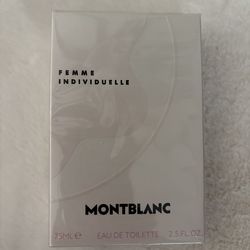 FEMME
INDIVIDUELLE
MONTBLANC
75ML ℮ EAU DE TOILETTE 2.5 FL.OZ.